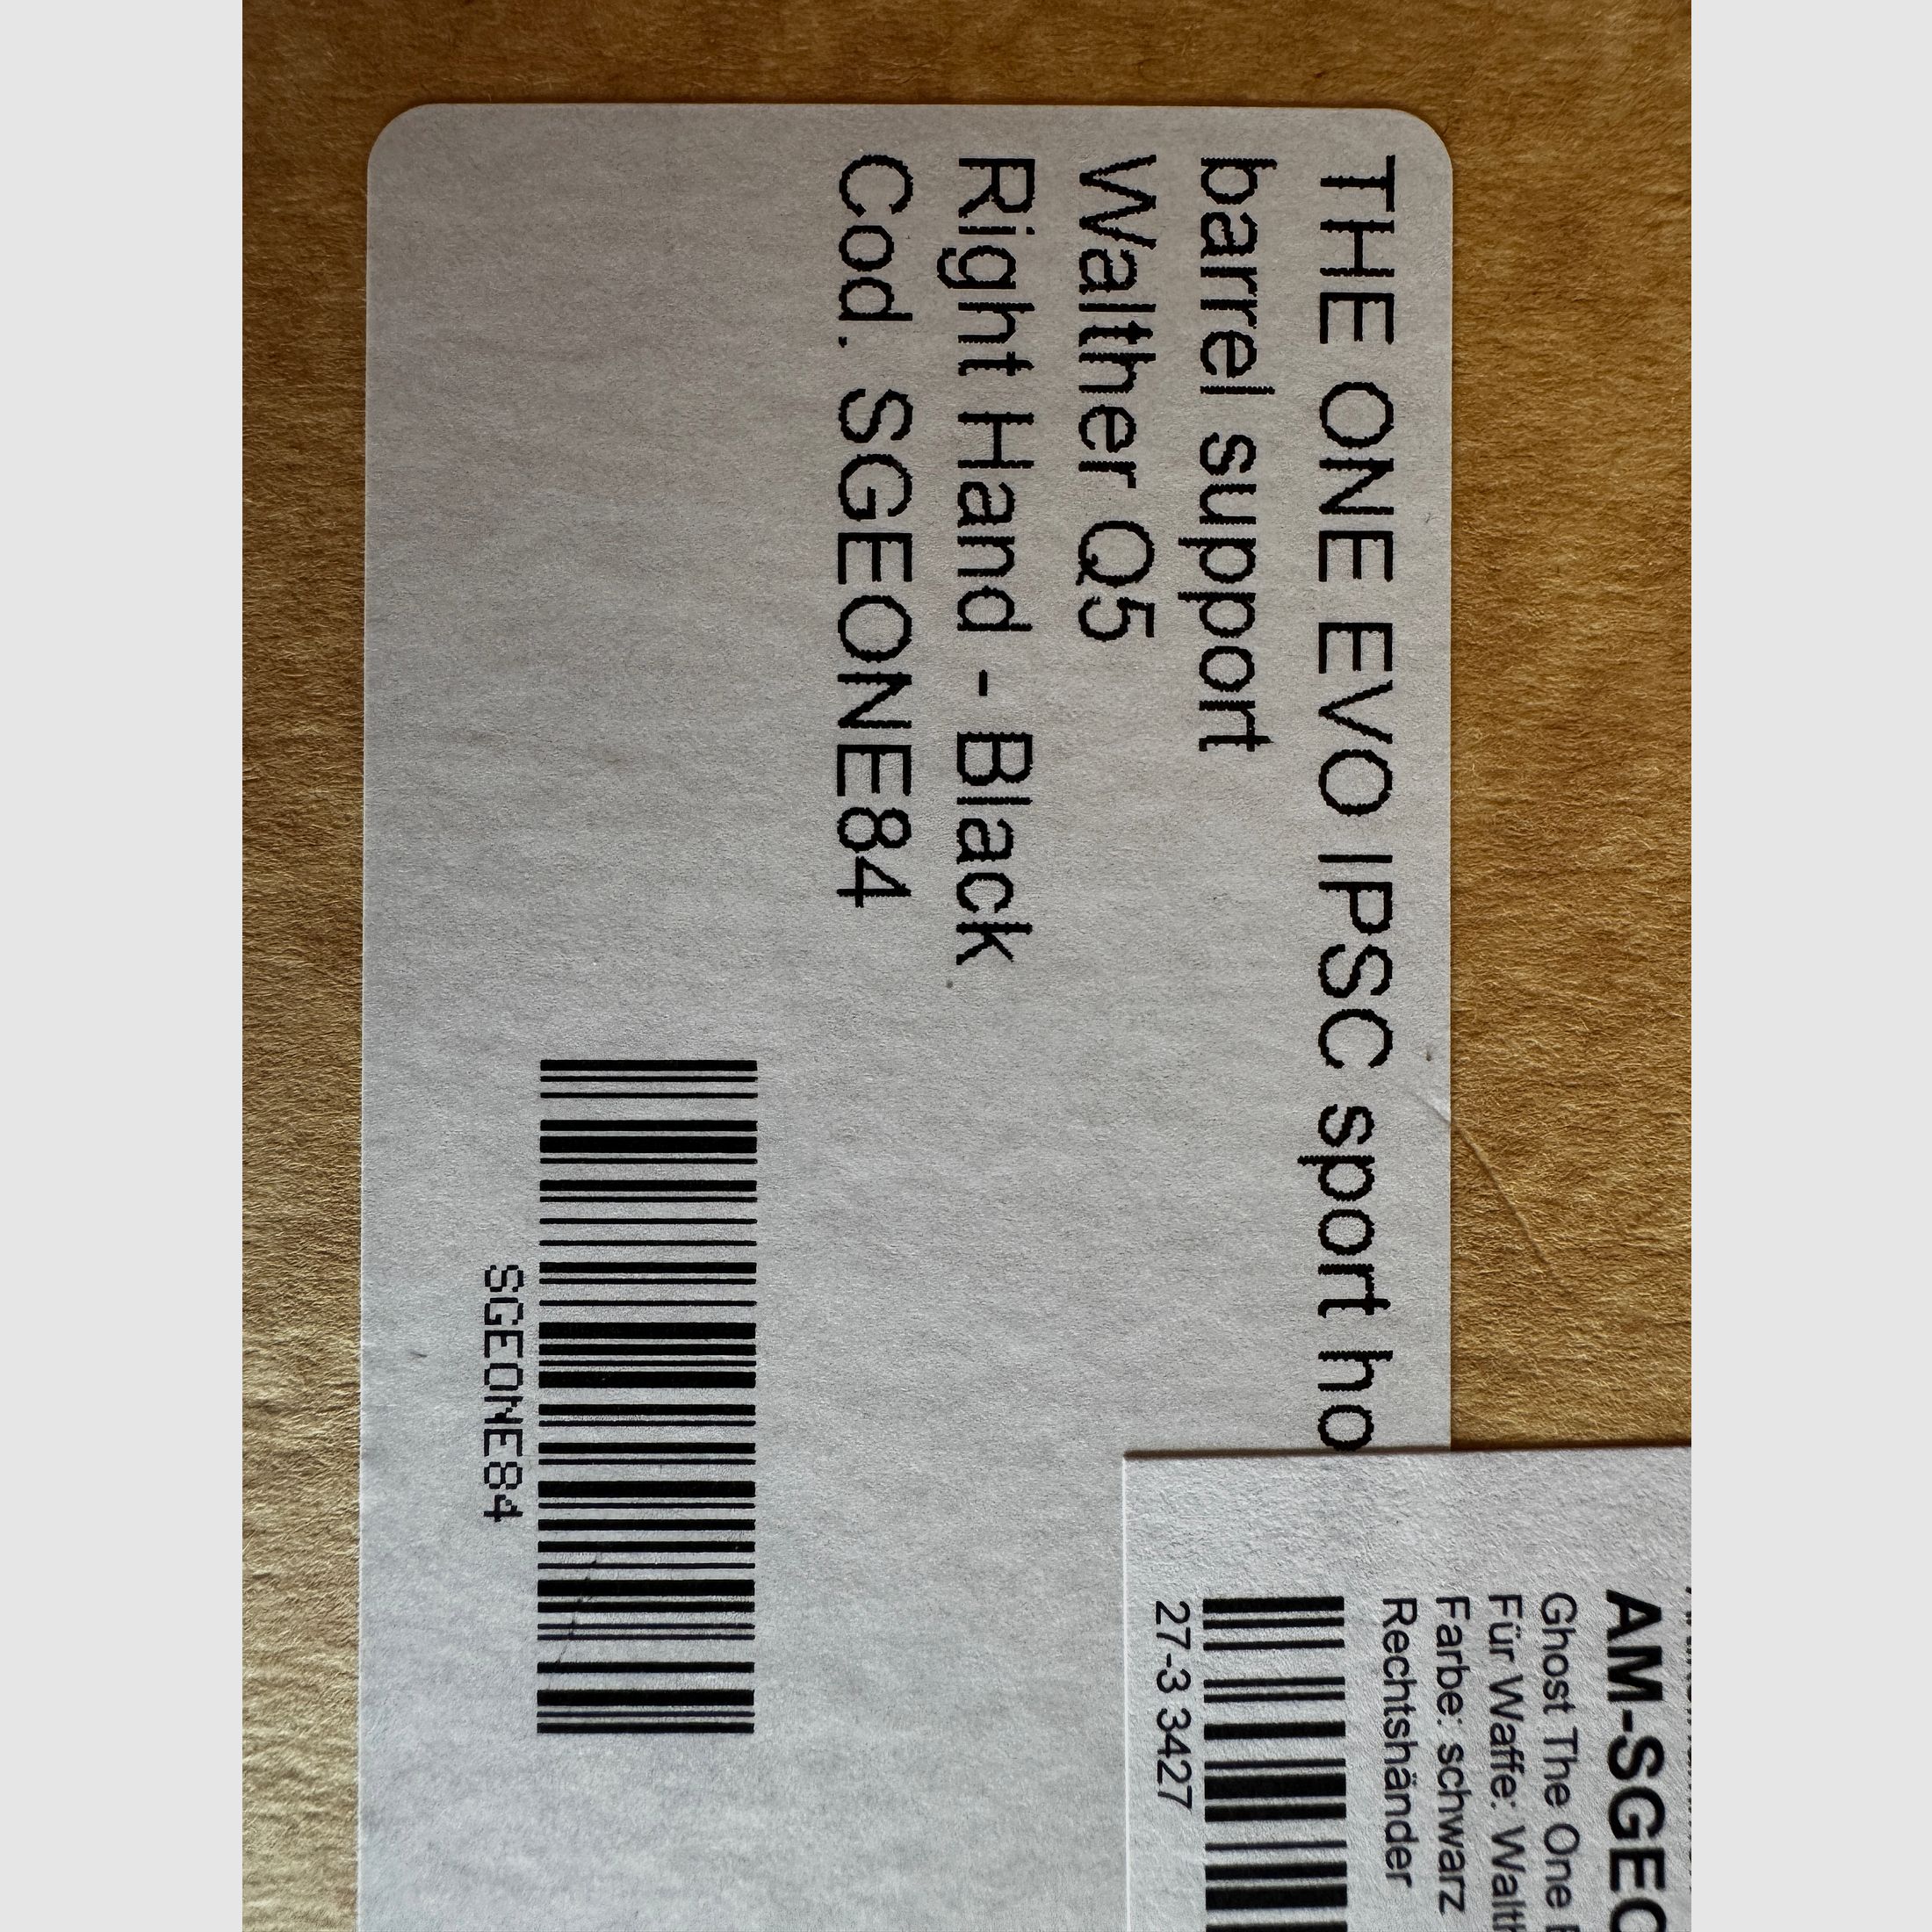 THE ONE EVO IPSC sport ho
barrel support
Walther Q5
Right Hand - Black
Cod. SGEONE84
SGEONE84
AM-SGEO
Ghost The One
Für Waffe: Walth
Farbe: schwarz
Rechtshänder
27-3 3427